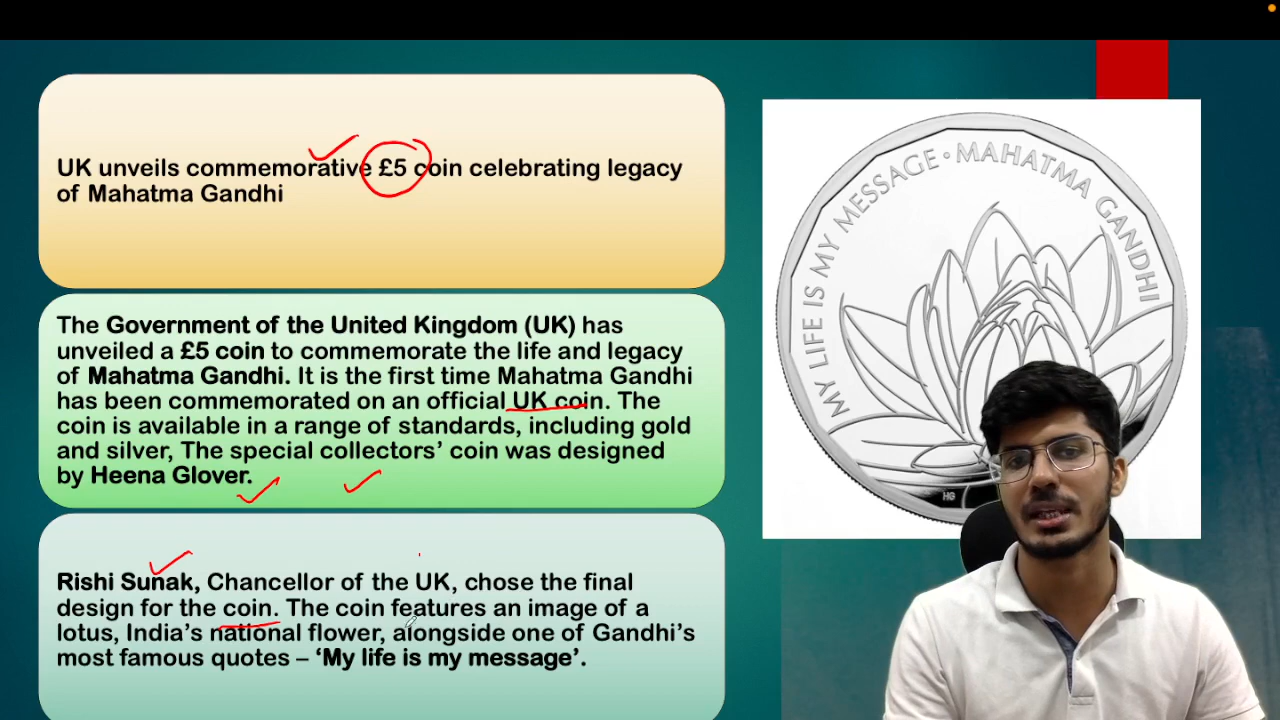 UK unveils commemorative £5 coin celebrating legacy
of Mahatma Gandhi
The Government of the United Kingdom (UK) has
unveiled a £5 coin to commemorate the life and legacy
of Mahatma Gandhi. It is the first time Mahatma Gandhi
has been commemorated on an official UK coin. The
coin is available in a range of standards, including gold
and silver, The special collectors’ coin was designed
by Heena Glover.
Rishi Sunak, Chancellor of the UK, chose the final
design for the coin. The coin features an image of a
lotus, India’s national flower, alongside one of Gandhi’s
most famous quotes – ‘My life is my message’.
MY LIFE IS MY MESSAGE • MAHATMA GANDHI
HG